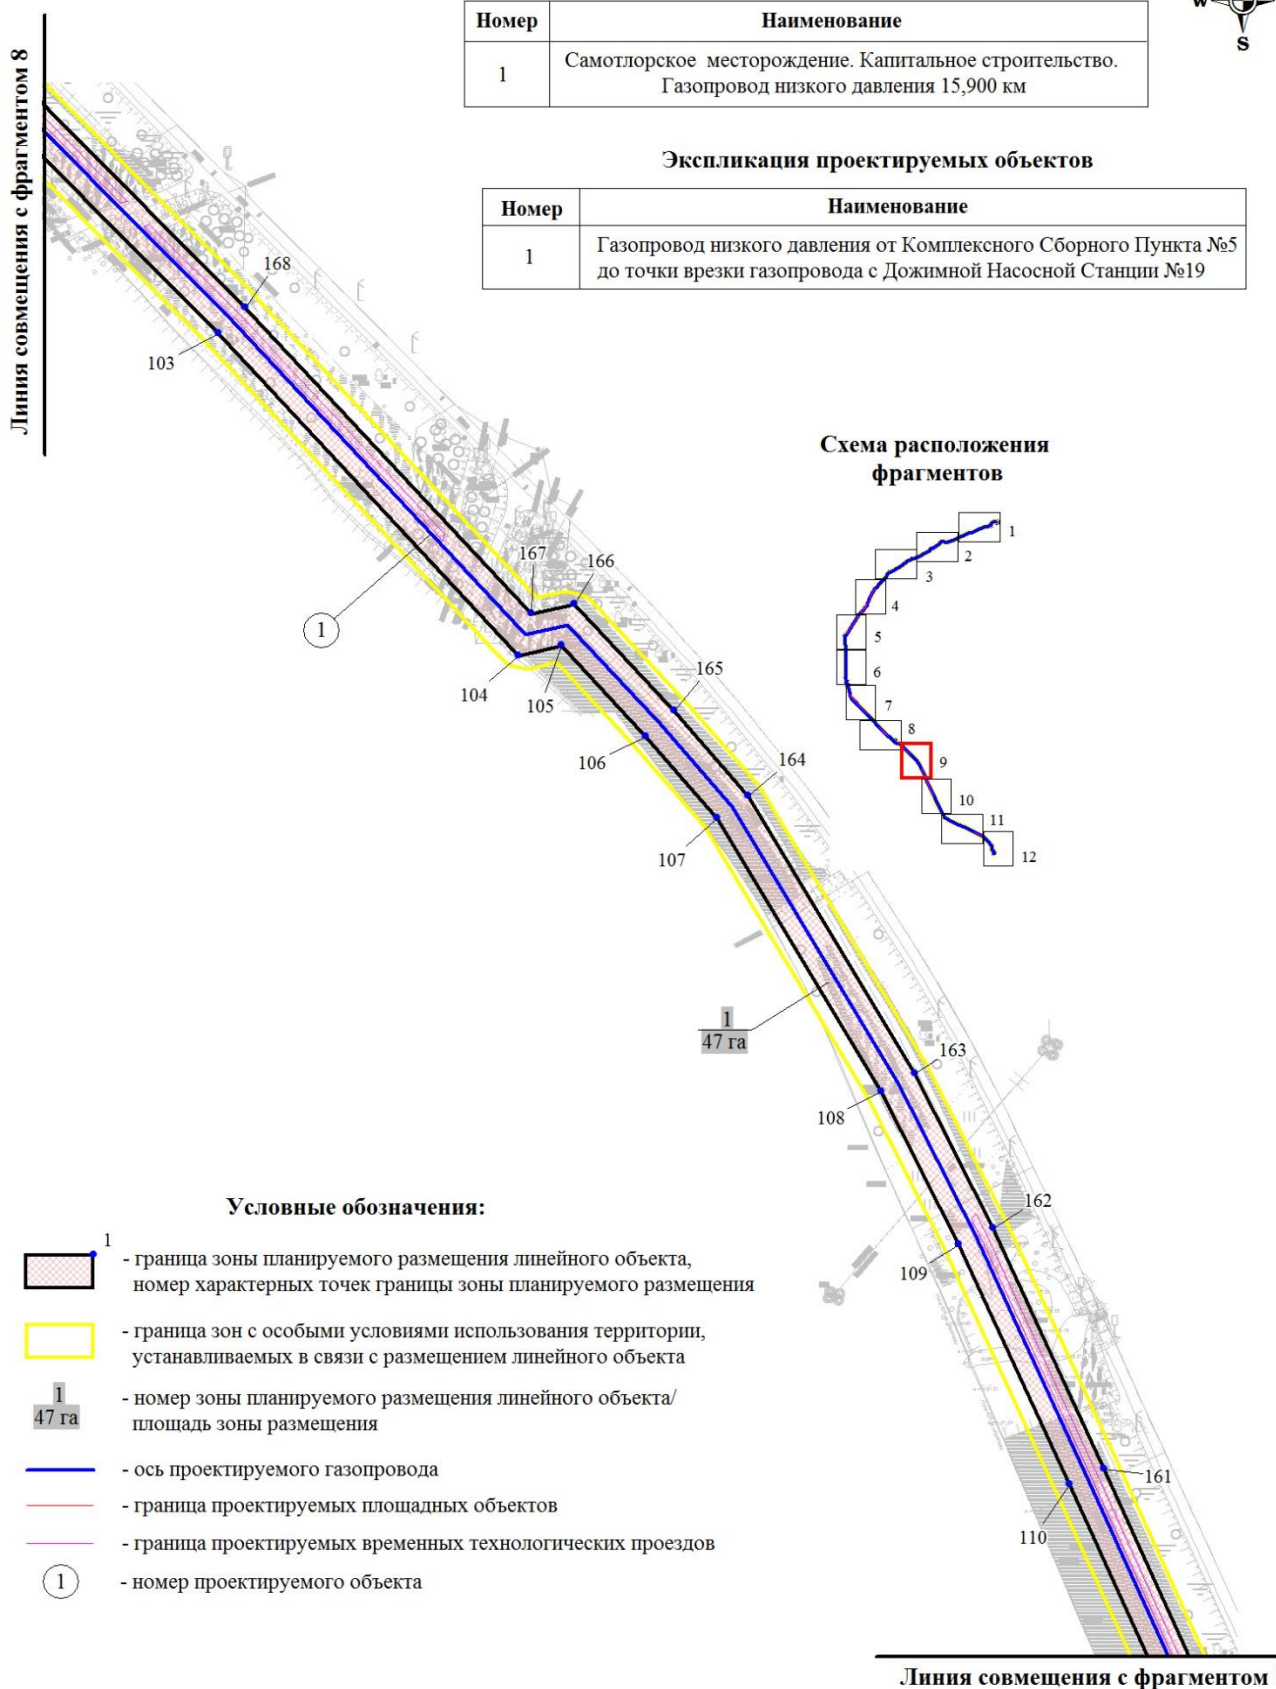 W
S
Номер Наименование
1 Самотлорское месторождение. Капитальное строительство.
Газопровод низкого давления 15,900 км
Линия совмещения с фрагментом 8
Экспликация проектируемых объектов
Номер Наименование
1 Газопровод низкого давления от Комплексного Сборного Пункта №5
до точки врезки газопровода с Дожимной Насосной Станции №19
168
103
Схема расположения
фрагментов
1
2
3
4
5
6
7
8
9
10
11
12
167
166
1
104
105
165
106
164
107
1
47 га
163
108
162
109
161
110
Условные обозначения:
1
- граница зоны планируемого размещения линейного объекта,
номер характерных точек границы зоны планируемого размещения
- граница зон с особыми условиями использования территории,
устанавливаемых в связи с размещением линейного объекта
1
47 га
- номер зоны планируемого размещения линейного объекта/
площадь зоны размещения
- ось проектируемого газопровода
- граница проектируемых площадных объектов
- граница проектируемых временных технологических проездов
1 - номер проектируемого объекта
Линия совмещения с фрагментом